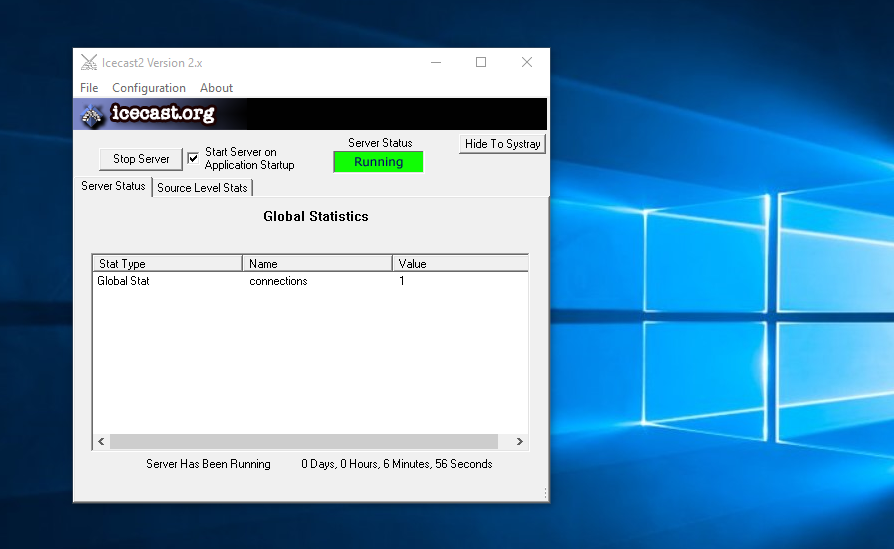 Icecast2 Version 2.x
File Configuration About
icecast.org
Stop Server
Start Server on
Application Startup
Server Status
Running
Hide To Systray
Server Status Source Level Stats
Global Statistics
Stat Type Name Value
Global Stat connections 1
Server Has Been Running 0 Days, 0 Hours, 6 Minutes, 56 Seconds